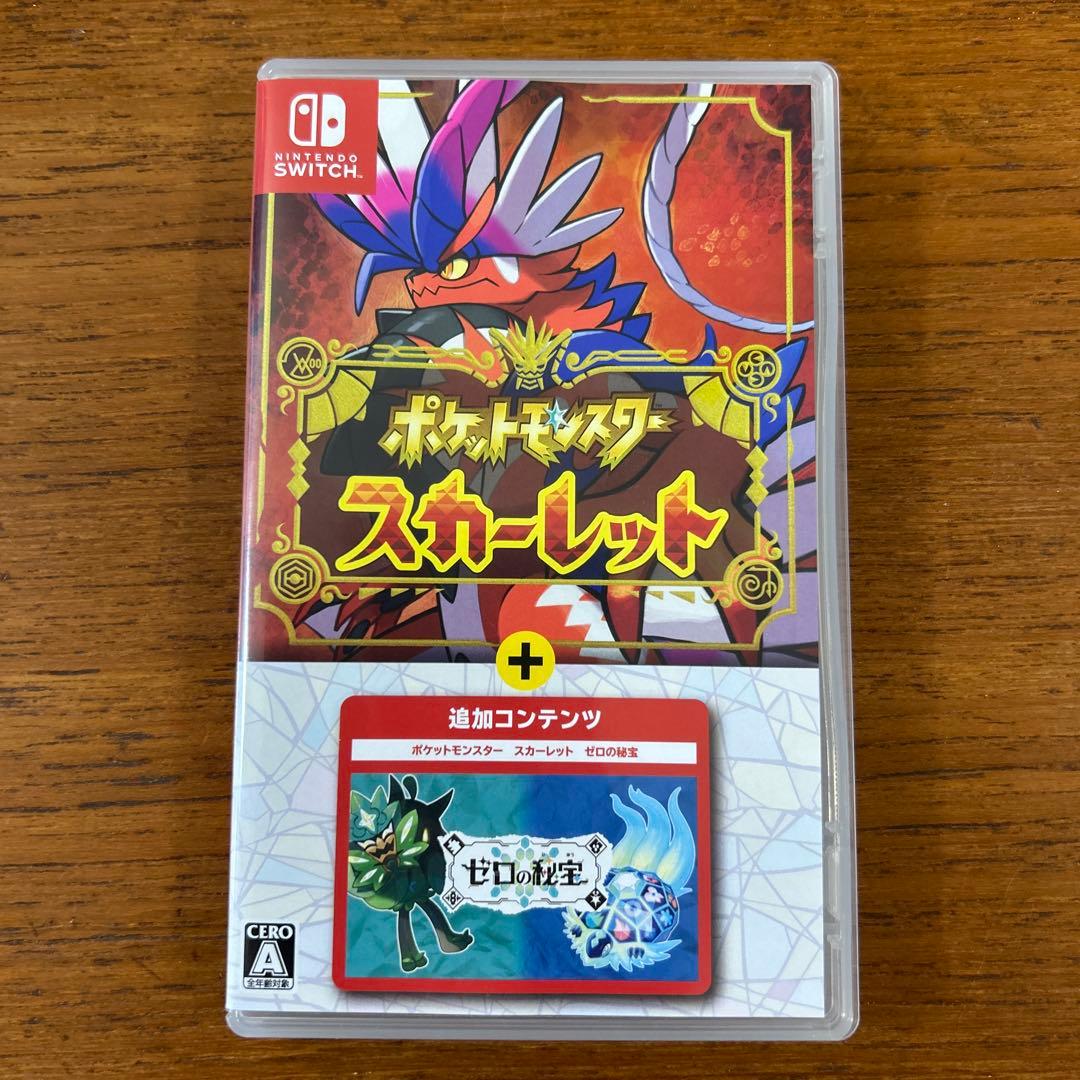 NINTENDO
SWITCH™
ポケットモンスター
スカーレット
+
追加コンテンツ
ポケットモンスター スカーレット ゼロの秘宝
ゼロの秘宝
CERO
A
全年齢対象